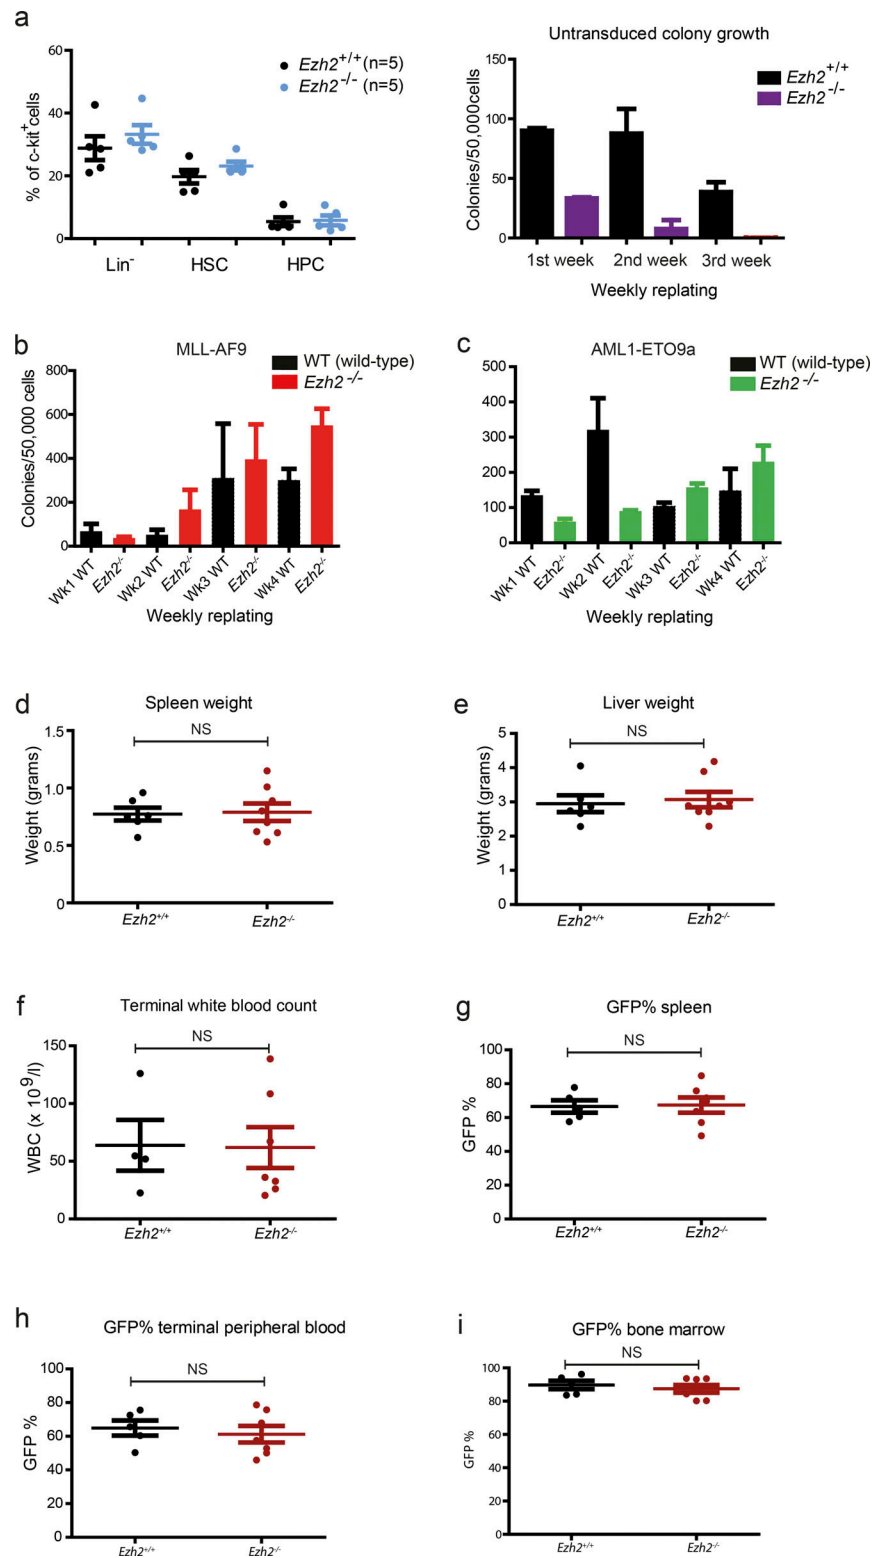 a
60
40
20
0
% of c-kit⁺cells
Ezh2⁺/⁺ (n=5)
Ezh2⁻/⁻ (n=5)
Lin⁻ HSC HPC
Untransduced colony growth
150
100
50
0
Colonies/50,000cells
Ezh2⁺/⁺
Ezh2⁻/⁻
1st week 2nd week 3rd week
Weekly replating
b
MLL-AF9
800
600
400
200
0
Colonies/50,000 cells
WT (wild-type)
Ezh2⁻/⁻
Wk1 WT Ezh2⁻/⁻ Wk2 WT Ezh2⁻/⁻ Wk3 WT Ezh2⁻/⁻ Wk4 WT Ezh2⁻/⁻
Weekly replating
c
AML1-ETO9a
500
400
300
200
100
0
WT (wild-type)
Ezh2⁻/⁻
Wk1 WT Ezh2⁻/⁻ Wk2 WT Ezh2⁻/⁻ Wk3 WT Ezh2⁻/⁻ Wk4 WT Ezh2⁻/⁻
Weekly replating
d
Spleen weight
NS
1.5
1.0
0.5
0
Weight (grams)
Ezh2⁺/⁺ Ezh2⁻/⁻
e
Liver weight
NS
5
4
3
2
1
0
Weight (grams)
Ezh2⁺/⁺ Ezh2⁻/⁻
f
Terminal white blood count
NS
150
100
50
0
WBC (x 10⁹/l)
Ezh2⁺/⁺ Ezh2⁻/⁻
g
GFP% spleen
NS
100
80
60
40
20
0
GFP %
Ezh2⁺/⁺ Ezh2⁻/⁻
h
GFP% terminal peripheral blood
NS
100
80
60
40
20
0
GFP %
Ezh2⁺/⁺ Ezh2⁻/⁻
i
GFP% bone marrow
NS
100
80
60
40
20
0
GFP %
Ezh2⁺/⁺ Ezh2⁻/⁻